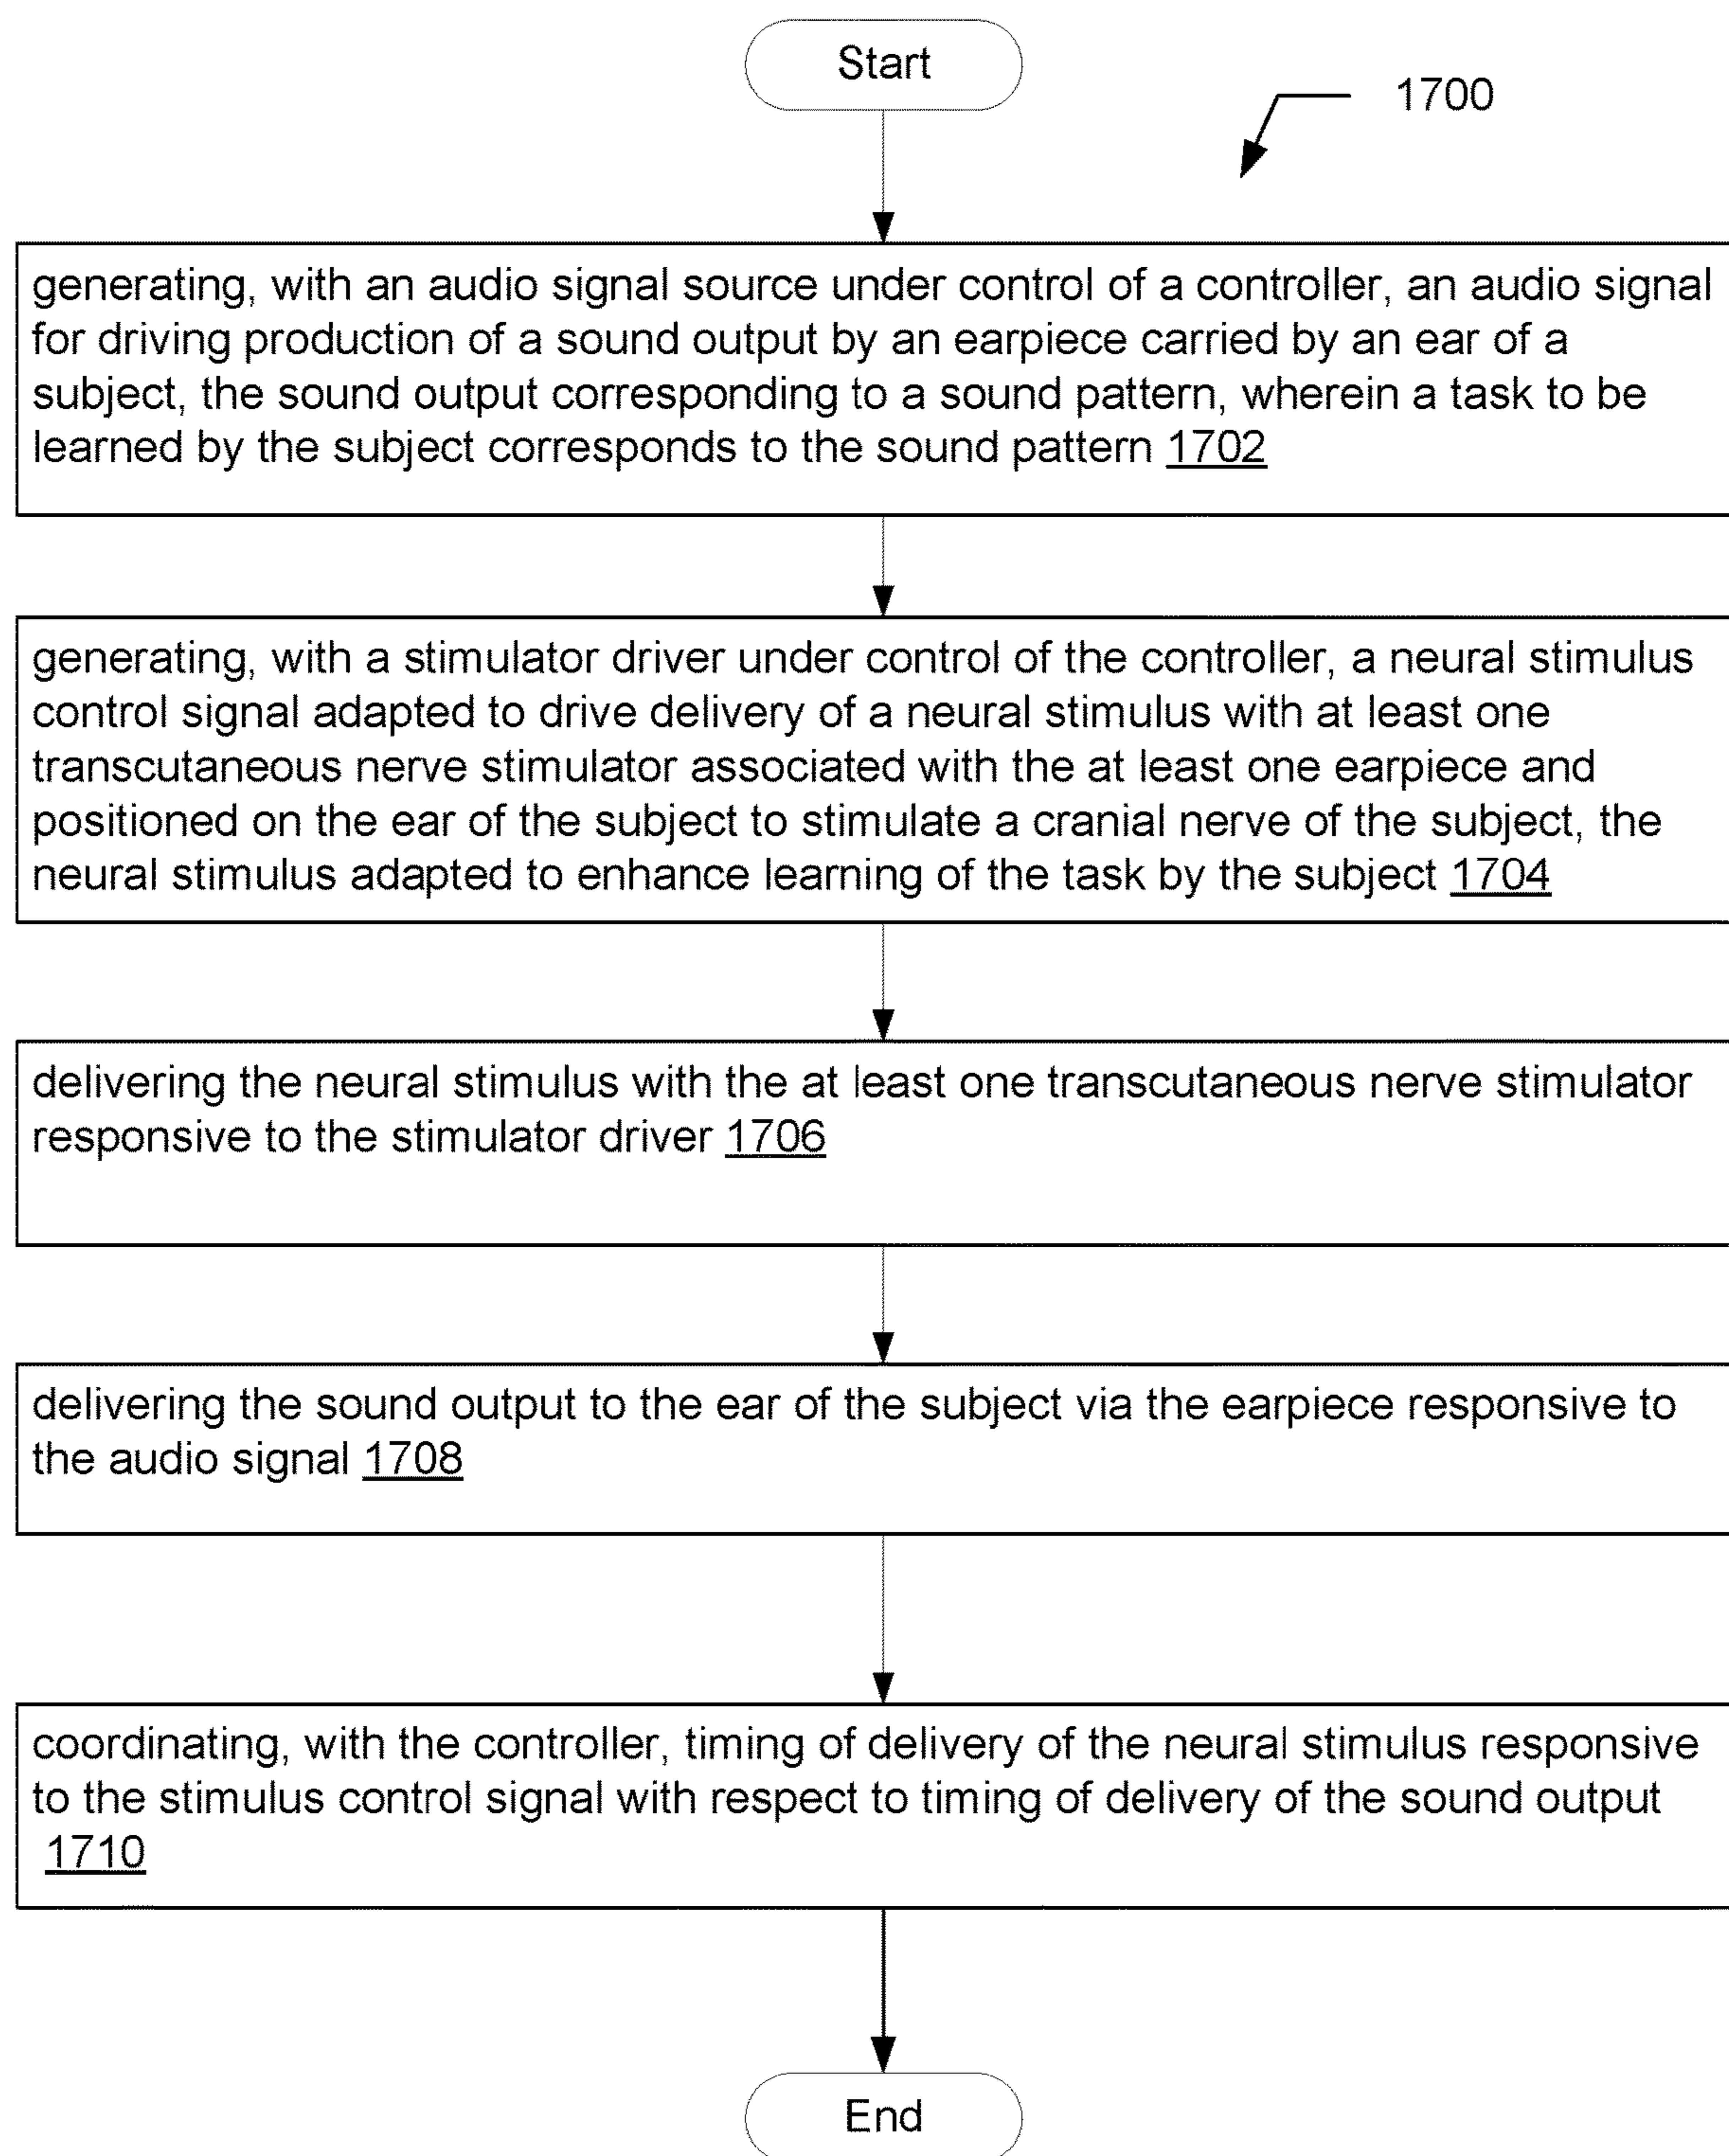 Start
1700
generating, with an audio signal source under control of a controller, an audio signal
for driving production of a sound output by an earpiece carried by an ear of a
subject, the sound output corresponding to a sound pattern, wherein a task to be
learned by the subject corresponds to the sound pattern 1702
generating, with a stimulator driver under control of the controller, a neural stimulus
control signal adapted to drive delivery of a neural stimulus with at least one
transcutaneous nerve stimulator associated with the at least one earpiece and
positioned on the ear of the subject to stimulate a cranial nerve of the subject, the
neural stimulus adapted to enhance learning of the task by the subject 1704
delivering the neural stimulus with the at least one transcutaneous nerve stimulator
responsive to the stimulator driver 1706
delivering the sound output to the ear of the subject via the earpiece responsive to
the audio signal 1708
coordinating, with the controller, timing of delivery of the neural stimulus responsive
to the stimulus control signal with respect to timing of delivery of the sound output
1710
End